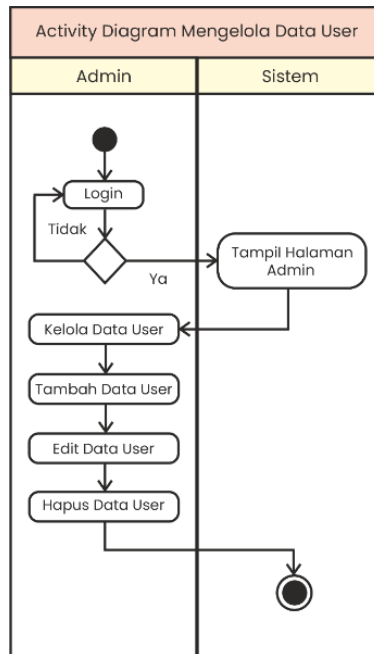 Activity Diagram Mengelola Data User
Admin
Sistem
Login
Tidak
Ya
Tampil Halaman
Admin
Kelola Data User
Tambah Data User
Edit Data User
Hapus Data User